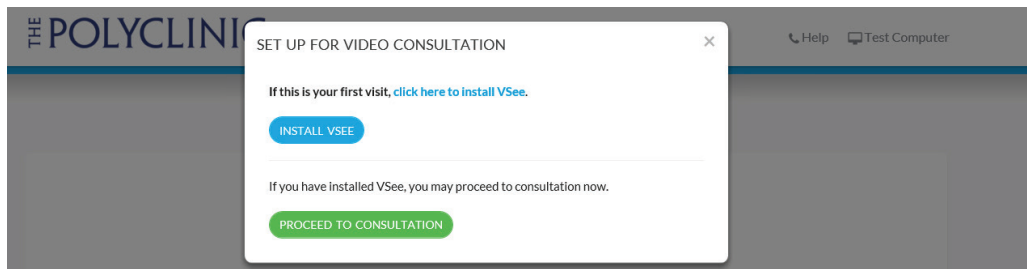 THE POLYCLINI
SET UP FOR VIDEO CONSULTATION ×
Help Test Computer
If this is your first visit, click here to install VSee.
INSTALL VSEE
If you have installed VSee, you may proceed to consultation now.
PROCEED TO CONSULTATION